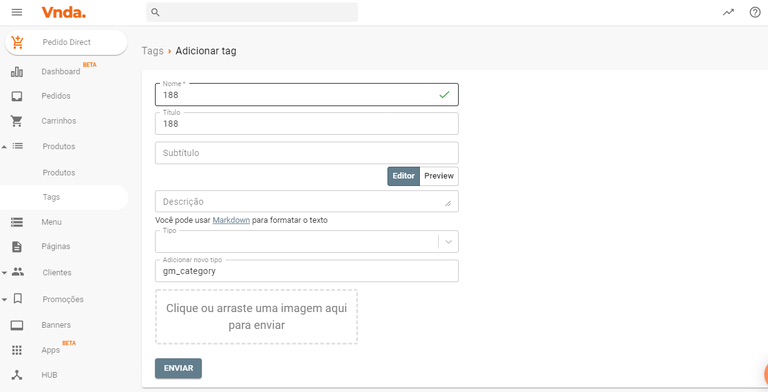 Vnda.
Pedido Direct
Dashboard BETA
Pedidos
Carrinhos
Produtos
Produtos
Tags
Menu
Páginas
Clientes
Promoções
Banners
Apps BETA
HUB
Tags › Adicionar tag
Nome *
188
Título
188
Subtítulo
Editor Preview
Descrição
Você pode usar Markdown para formatar o texto
Tipo
Adicionar novo tipo
gm_category
Clique ou arraste uma imagem aqui
para enviar
ENVIAR